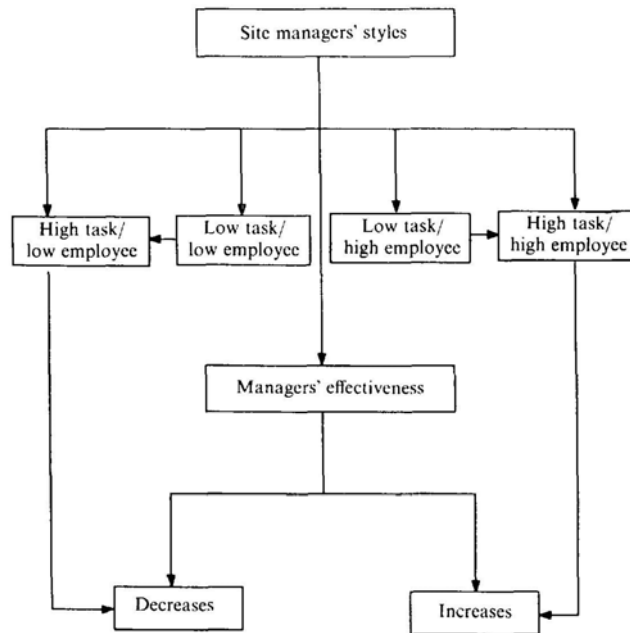 Site managers' styles
High task/
low employee
Low task/
low employee
Low task/
high employee
High task/
high employee
Managers' effectiveness
Decreases
Increases